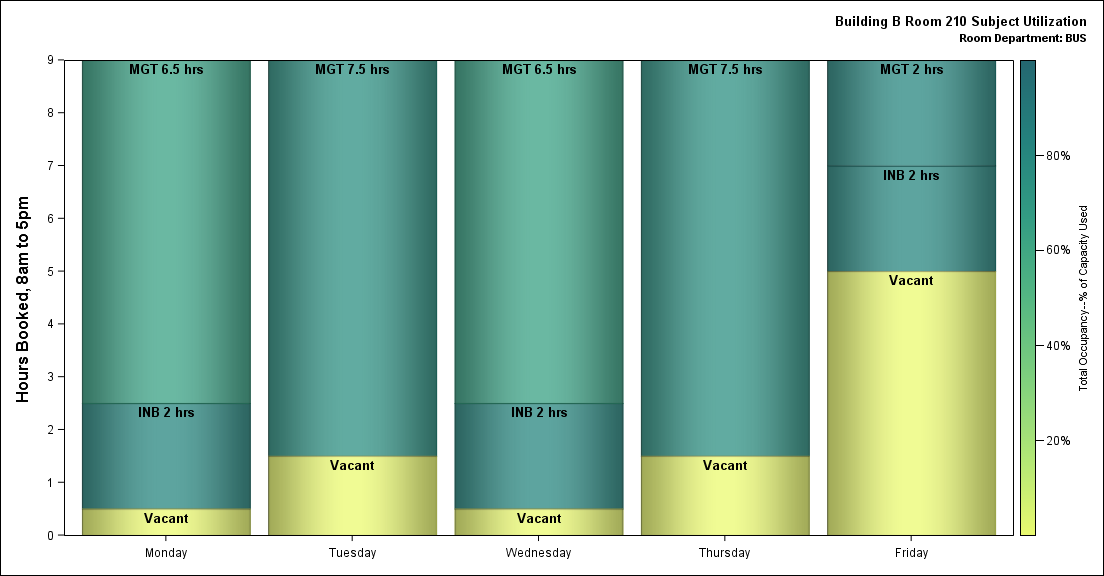 Building B Room 210 Subject Utilization
Room Department: BUS
Hours Booked, 8am to 5pm
9
8
7
6
5
4
3
2
1
0
MGT 6.5 hrs
INB 2 hrs
Vacant
MGT 7.5 hrs
Vacant
MGT 6.5 hrs
INB 2 hrs
Vacant
MGT 7.5 hrs
Vacant
MGT 2 hrs
INB 2 hrs
Vacant
Monday
Tuesday
Wednesday
Thursday
Friday
80%
60%
40%
20%
Total Occupancy--% of Capacity Used